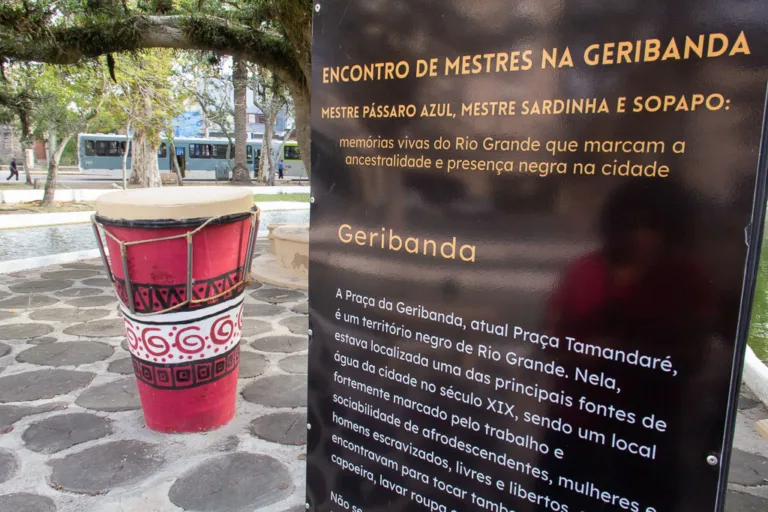 ENCONTRO DE MESTRES NA GERIBANDA
MESTRE PÁSSARO AZUL, MESTRE SARDINHA E SOPAPO:
memórias vivas do Rio Grande que marcam a
ancestralidade e presença negra na cidade
Geribanda
A Praça da Geribanda, atual Praça Tamandaré,
é um território negro de Rio Grande. Nela,
estava localizada uma das principais fontes de
água da cidade no século XIX, sendo um local
fortemente marcado pelo trabalho e
sociabilidade de afrodescendentes, mulheres e
homens escravizados, livres e libertos,
encontravam para tocar
capoeira, lavar roupa
Não